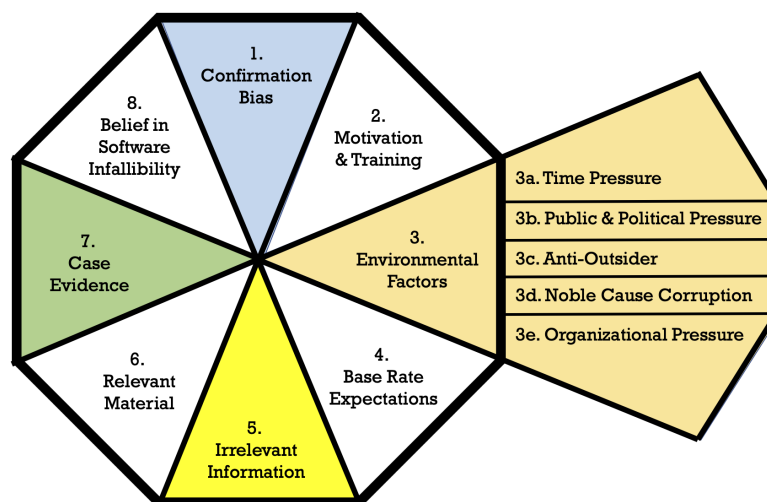 1.
Confirmation
Bias
2.
Motivation
& Training
3.
Environmental
Factors
3a. Time Pressure
3b. Public & Political Pressure
3c. Anti-Outsider
3d. Noble Cause Corruption
3e. Organizational Pressure
4.
Base Rate
Expectations
5.
Irrelevant
Information
6.
Relevant
Material
7.
Case
Evidence
8.
Belief in
Software
Infallibility